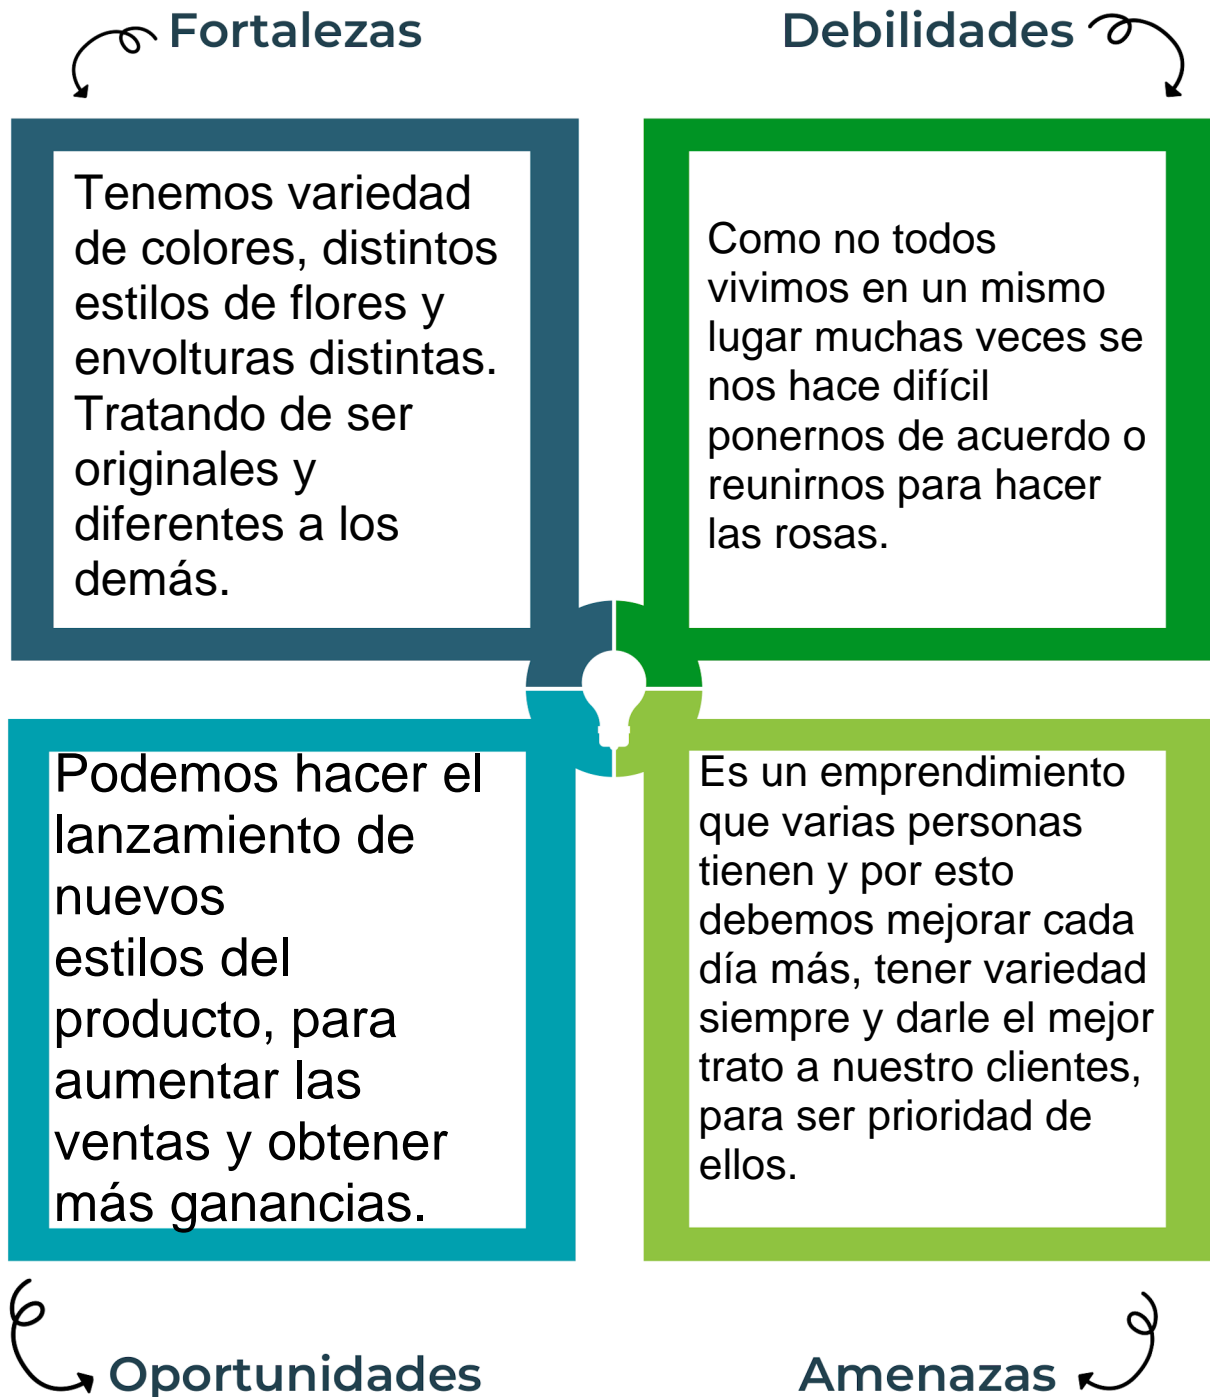 Fortalezas
Debilidades
Tenemos variedad
de colores, distintos
estilos de flores y
envolturas distintas.
Tratando de ser
originales y
diferentes a los
demás.
Como no todos
vivimos en un mismo
lugar muchas veces se
nos hace difícil
ponernos de acuerdo o
reunirnos para hacer
las rosas.
Podemos hacer el
lanzamiento de
nuevos
estilos del
producto, para
aumentar las
ventas y obtener
más ganancias.
Es un emprendimiento
que varias personas
tienen y por esto
debemos mejorar cada
día más, tener variedad
siempre y darle el mejor
trato a nuestro clientes,
para ser prioridad de
ellos.
Oportunidades
Amenazas